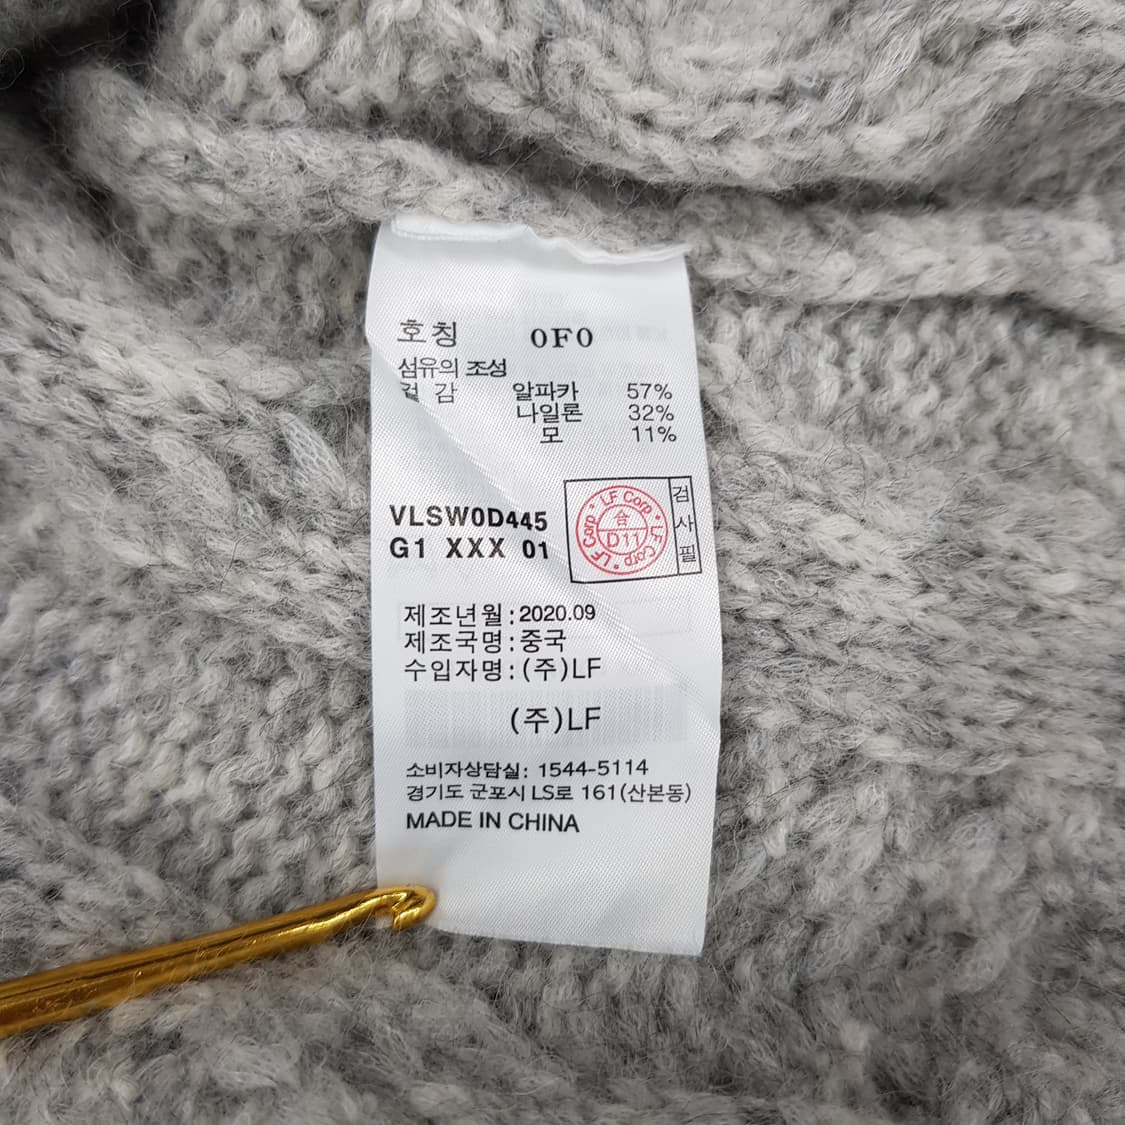 호칭 0F0
섬유의 조성
겉 감 알파카 57%
나일론 32%
모 11%
VLSW0D445
G1 XXX 01
LF Corp • LF Corp • LF Corp •
合
D11
검사필
제조년월:2020.09
제조국명:중국
수입자명:(주)LF
(주)LF
소비자상담실: 1544-5114
경기도 군포시 LS로 161(산본동)
MADE IN CHINA